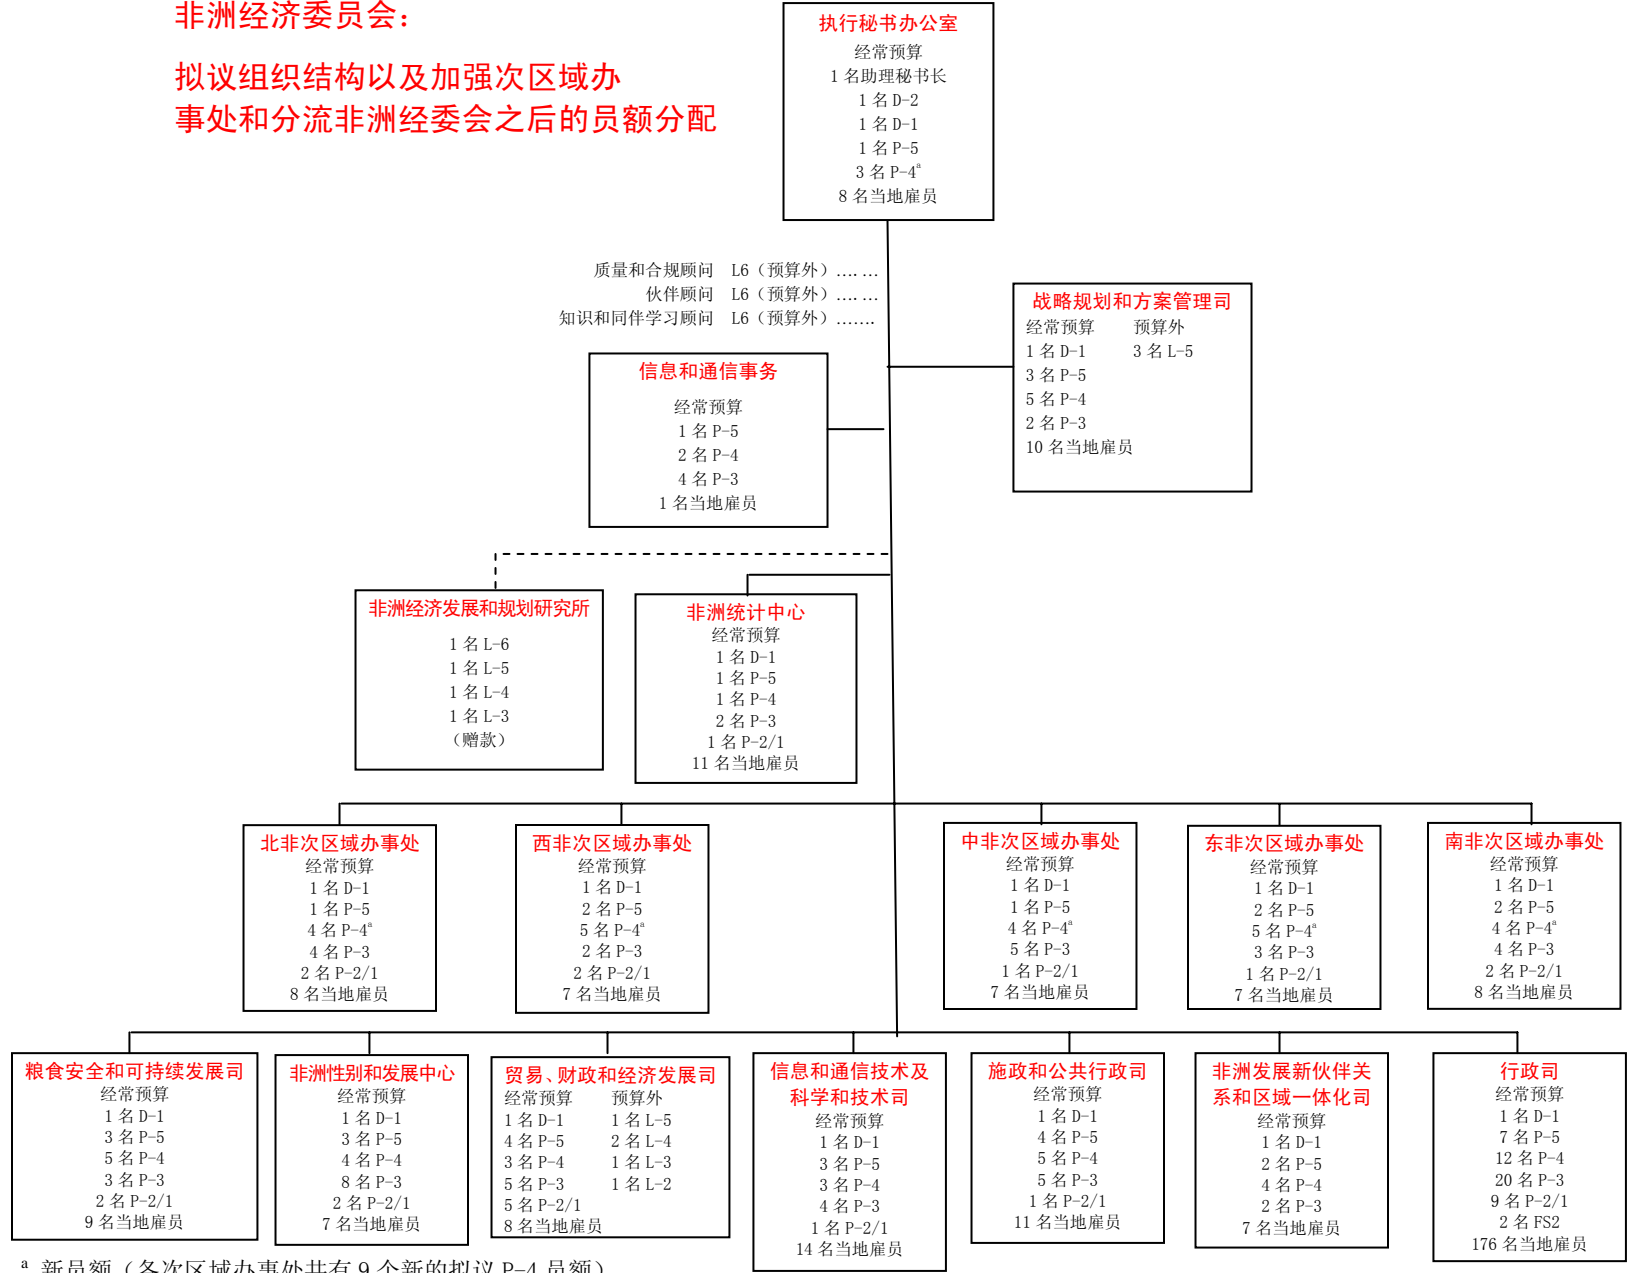 非洲经济委员会：
拟议组织结构以及加强次区域办
事处和分流非洲经委会之后的员额分配
执行秘书办公室
经常预算
1 名助理秘书长
1 名 D-2
1 名 D-1
1 名 P-5
3 名 P-4ᵃ
8 名当地雇员
质量和合规顾问 L6（预算外）……
伙伴顾问 L6（预算外）……
知识和同伴学习顾问 L6（预算外）…….
战略规划和方案管理司
经常预算 预算外
1 名 D-1 3 名 L-5
3 名 P-5
5 名 P-4
2 名 P-3
10 名当地雇员
信息和通信事务
经常预算
1 名 P-5
2 名 P-4
4 名 P-3
1 名当地雇员
非洲经济发展和规划研究所
1 名 L-6
1 名 L-5
1 名 L-4
1 名 L-3
（赠款）
非洲统计中心
经常预算
1 名 D-1
1 名 P-5
1 名 P-4
2 名 P-3
1 名 P-2/1
11 名当地雇员
北非次区域办事处
经常预算
1 名 D-1
1 名 P-5
4 名 P-4ᵃ
4 名 P-3
2 名 P-2/1
8 名当地雇员
西非次区域办事处
经常预算
1 名 D-1
2 名 P-5
5 名 P-4ᵃ
2 名 P-3
2 名 P-2/1
7 名当地雇员
中非次区域办事处
经常预算
1 名 D-1
1 名 P-5
4 名 P-4ᵃ
5 名 P-3
1 名 P-2/1
7 名当地雇员
东非次区域办事处
经常预算
1 名 D-1
2 名 P-5
5 名 P-4ᵃ
3 名 P-3
1 名 P-2/1
7 名当地雇员
南非次区域办事处
经常预算
1 名 D-1
2 名 P-5
4 名 P-4ᵃ
4 名 P-3
2 名 P-2/1
8 名当地雇员
粮食安全和可持续发展司
经常预算
1 名 D-1
3 名 P-5
5 名 P-4
3 名 P-3
2 名 P-2/1
9 名当地雇员
非洲性别和发展中心
经常预算
1 名 D-1
3 名 P-5
4 名 P-4
8 名 P-3
2 名 P-2/1
7 名当地雇员
贸易、财政和经济发展司
经常预算 预算外
1 名 D-1 1 名 L-5
4 名 P-5 2 名 L-4
3 名 P-4 1 名 L-3
5 名 P-3 1 名 L-2
5 名 P-2/1
8 名当地雇员
信息和通信技术及
科学和技术司
经常预算
1 名 D-1
3 名 P-5
3 名 P-4
4 名 P-3
1 名 P-2/1
14 名当地雇员
施政和公共行政司
经常预算
1 名 D-1
4 名 P-5
5 名 P-4
5 名 P-3
1 名 P-2/1
11 名当地雇员
非洲发展新伙伴关
系和区域一体化司
经常预算
1 名 D-1
2 名 P-5
4 名 P-4
2 名 P-3
7 名当地雇员
行政司
经常预算
1 名 D-1
7 名 P-5
12 名 P-4
20 名 P-3
9 名 P-2/1
2 名 FS2
176 名当地雇员
ᵃ 新员额（各次区域办事处共有 9 个新的拟议 P-4 员额）